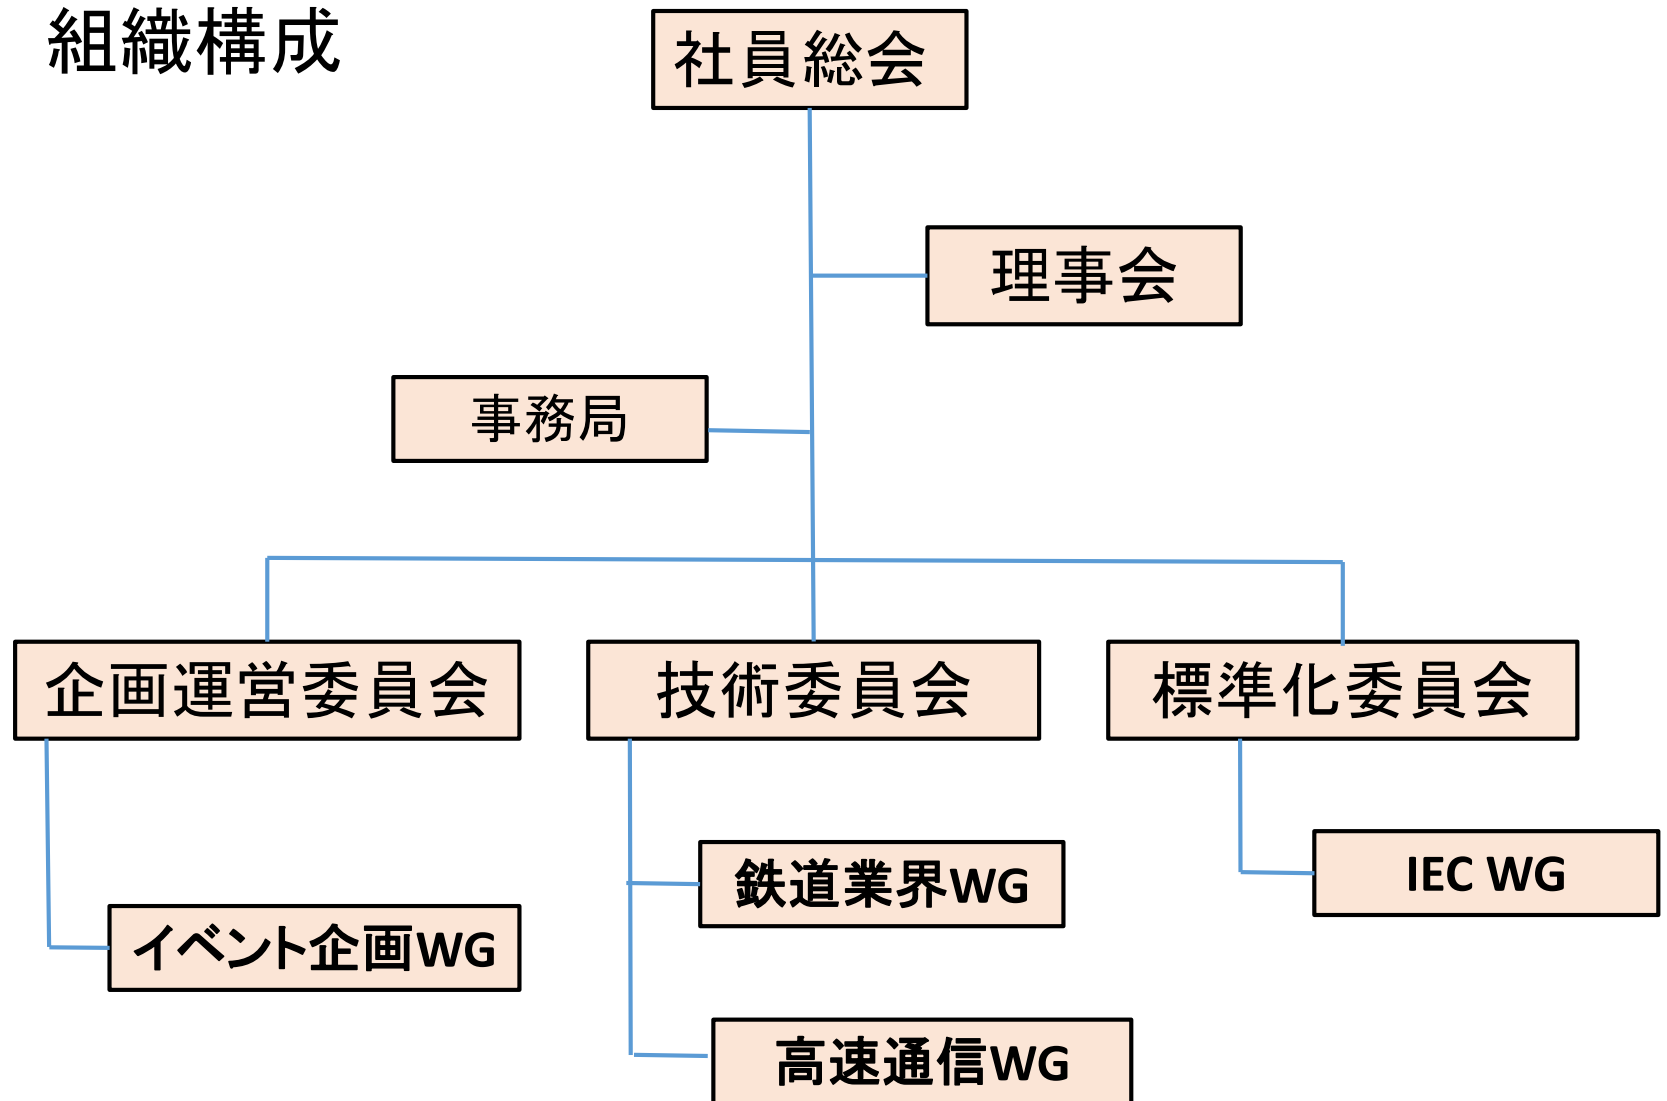 組織構成
社員総会
理事会
事務局
企画運営委員会
技術委員会
標準化委員会
イベント企画WG
鉄道業界WG
IEC WG
高速通信WG